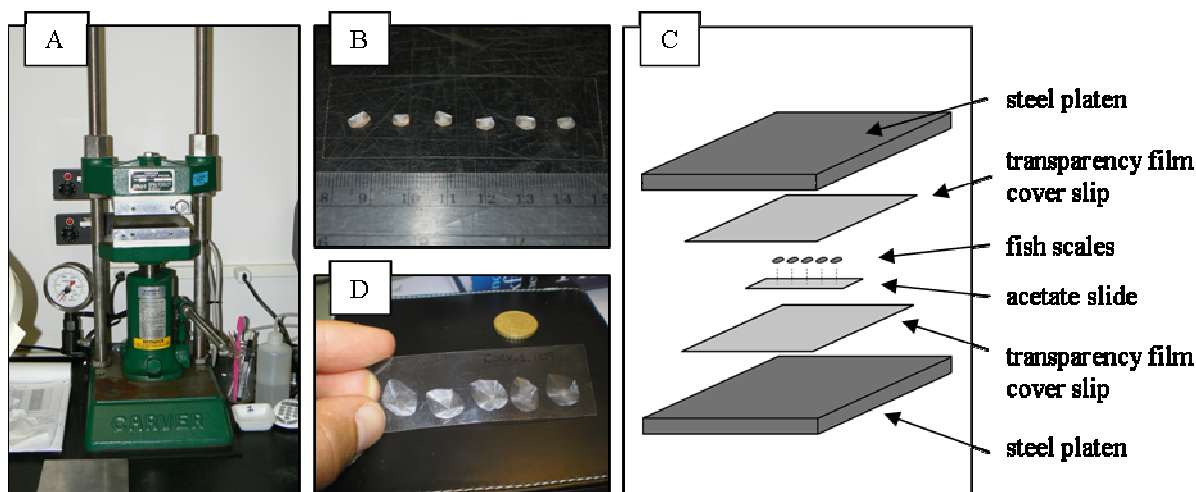 A
CARVER
B
8 9 10 11 12 13 14 15
D
C
steel platen
transparency film
cover slip
fish scales
acetate slide
transparency film
cover slip
steel platen